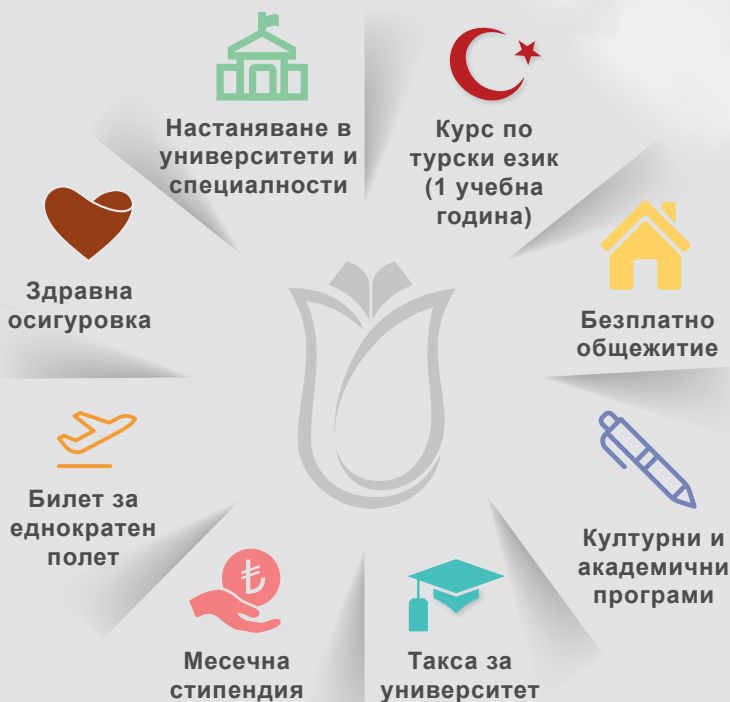 Настаняване в
университети и
специалности
Курс по
турски език
(1 учебна
година)
Безплатно
общежитие
Културни и
академични
програми
Такса за
университет
Месечна
стипендия
Билет за
еднократен
полет
Здравна
осигуровка